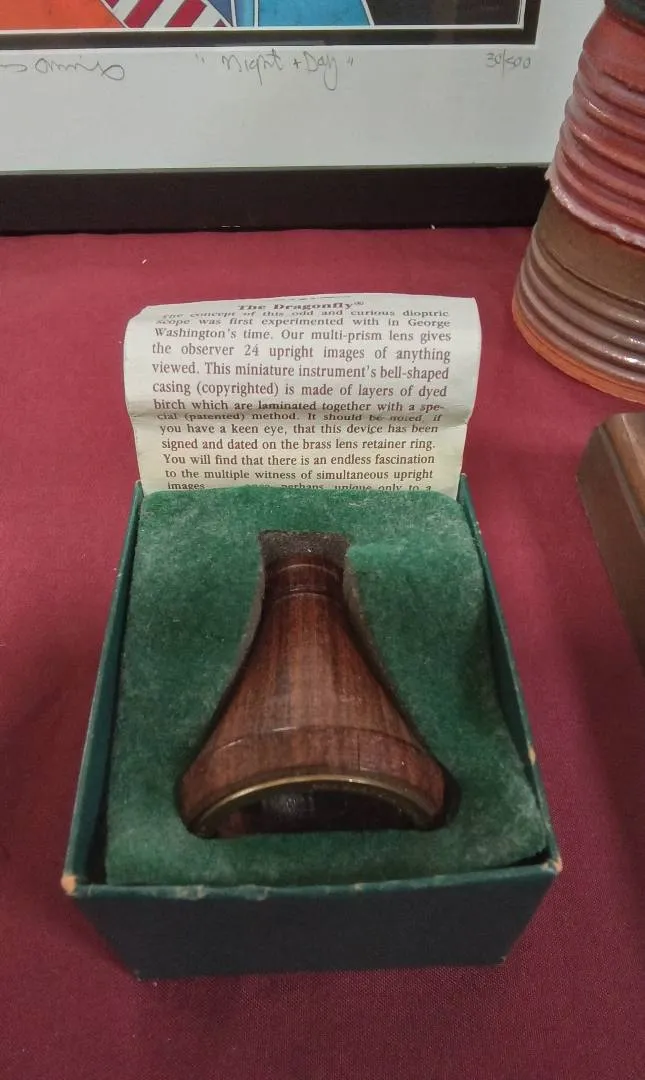 "Night + Day"
30/500
The Dragonfly®
The concept of this odd and curious dioptric
scope was first experimented with in George
Washington's time. Our multi-prism lens gives
the observer 24 upright images of anything
viewed. This miniature instrument's bell-shaped
casing (copyrighted) is made of layers of dyed
birch which are laminated together with a spe-
cial (patented) method. It should be noted, if
you have a keen eye, that this device has been
signed and dated on the brass lens retainer ring.
You will find that there is an endless fascination
to the multiple witness of simultaneous upright
images perhaps unique only to a